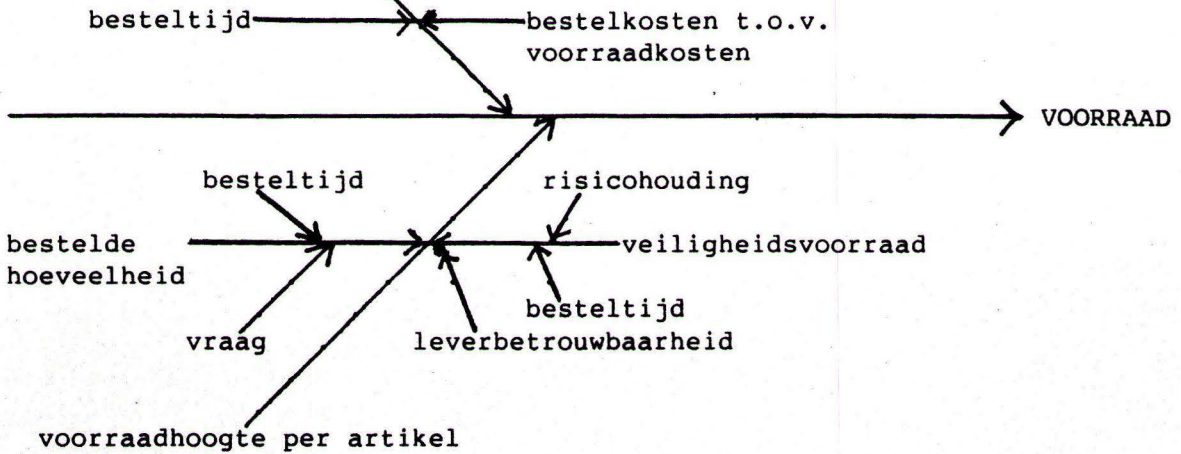 besteltijd
bestelkosten t.o.v.
voorraadkosten
VOORRAAD
besteltijd
risicohouding
bestelde
hoeveelheid
veiligheidsvoorraad
besteltijd
vraag
leverbetrouwbaarheid
voorraadhoogte per artikel